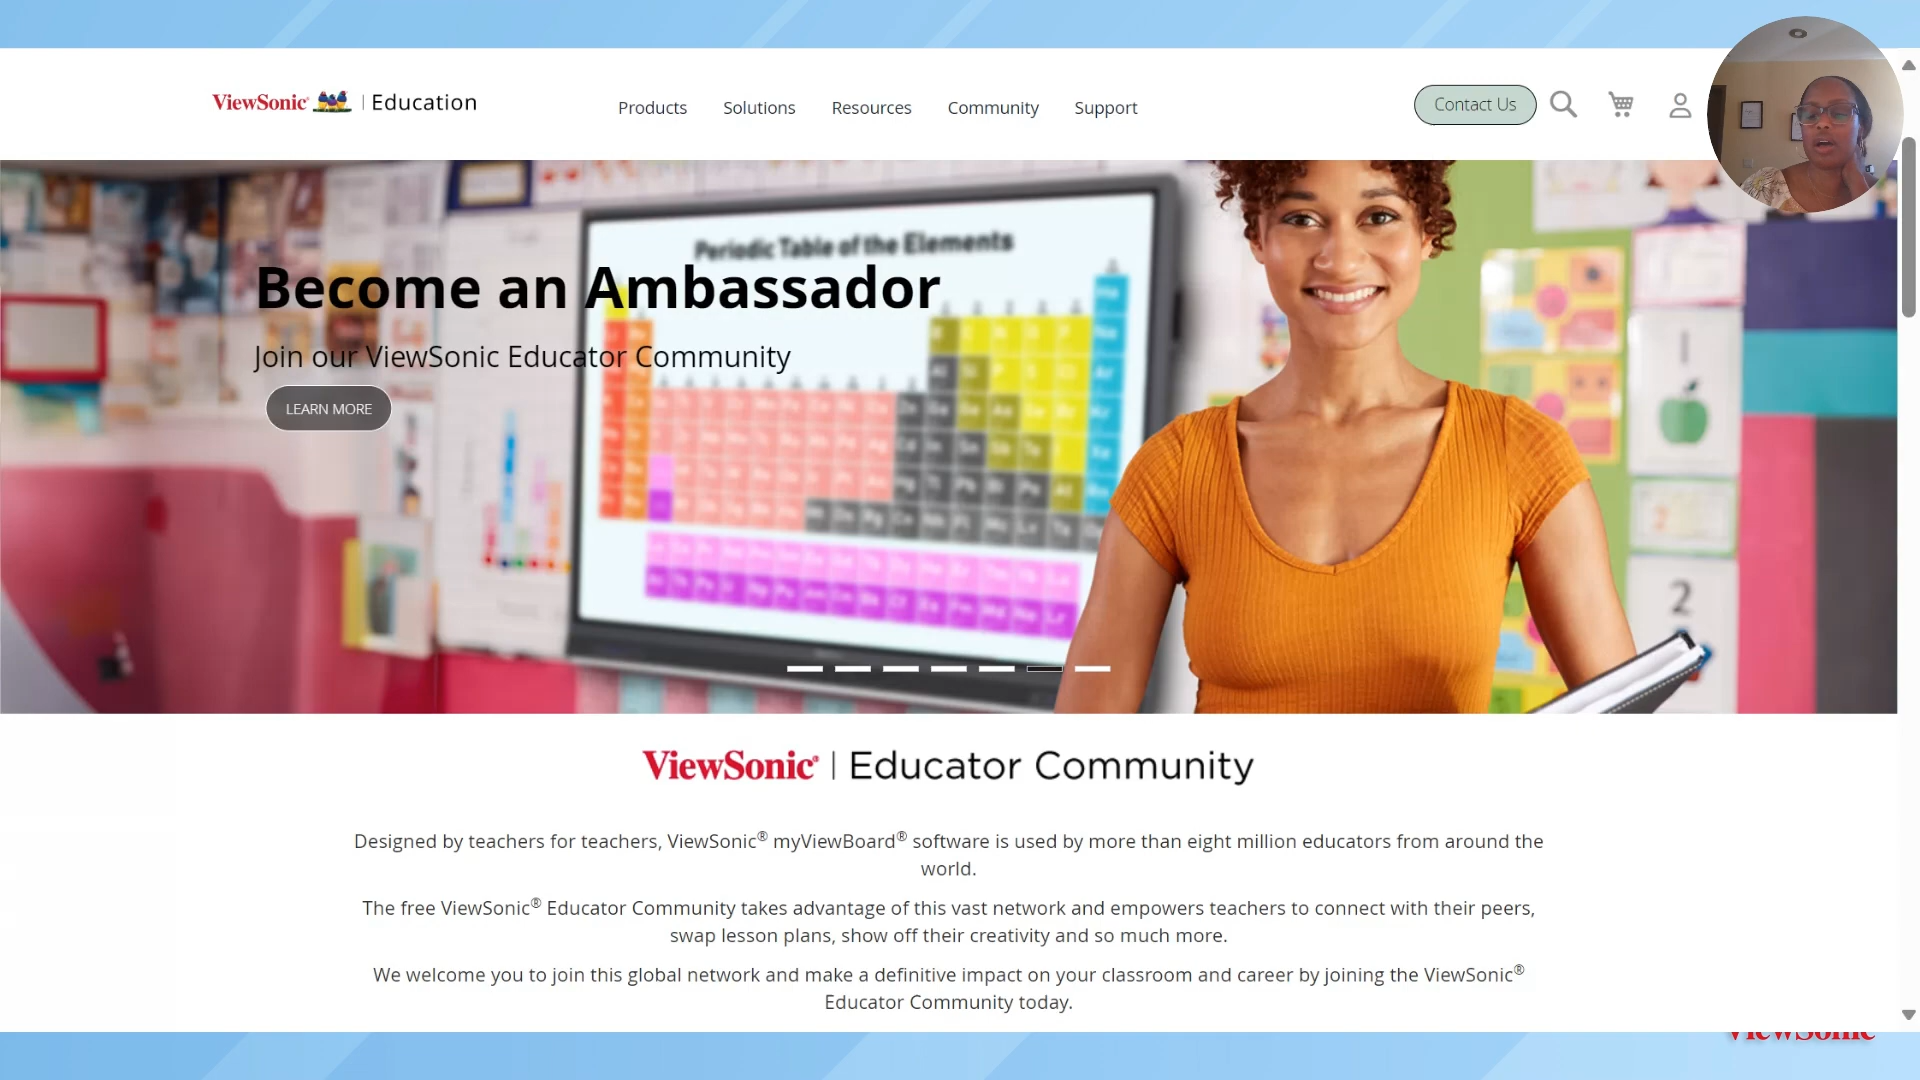 ViewSonic® | Education
Products Solutions Resources Community Support
Contact Us
Periodic Table of the Elements
Become an Ambassador
Join our ViewSonic Educator Community
LEARN MORE
1
2
ViewSonic® | Educator Community
Designed by teachers for teachers, ViewSonic® myViewBoard® software is used by more than eight million educators from around the
world.
The free ViewSonic® Educator Community takes advantage of this vast network and empowers teachers to connect with their peers,
swap lesson plans, show off their creativity and so much more.
We welcome you to join this global network and make a definitive impact on your classroom and career by joining the ViewSonic®
Educator Community today.
ViewSonic